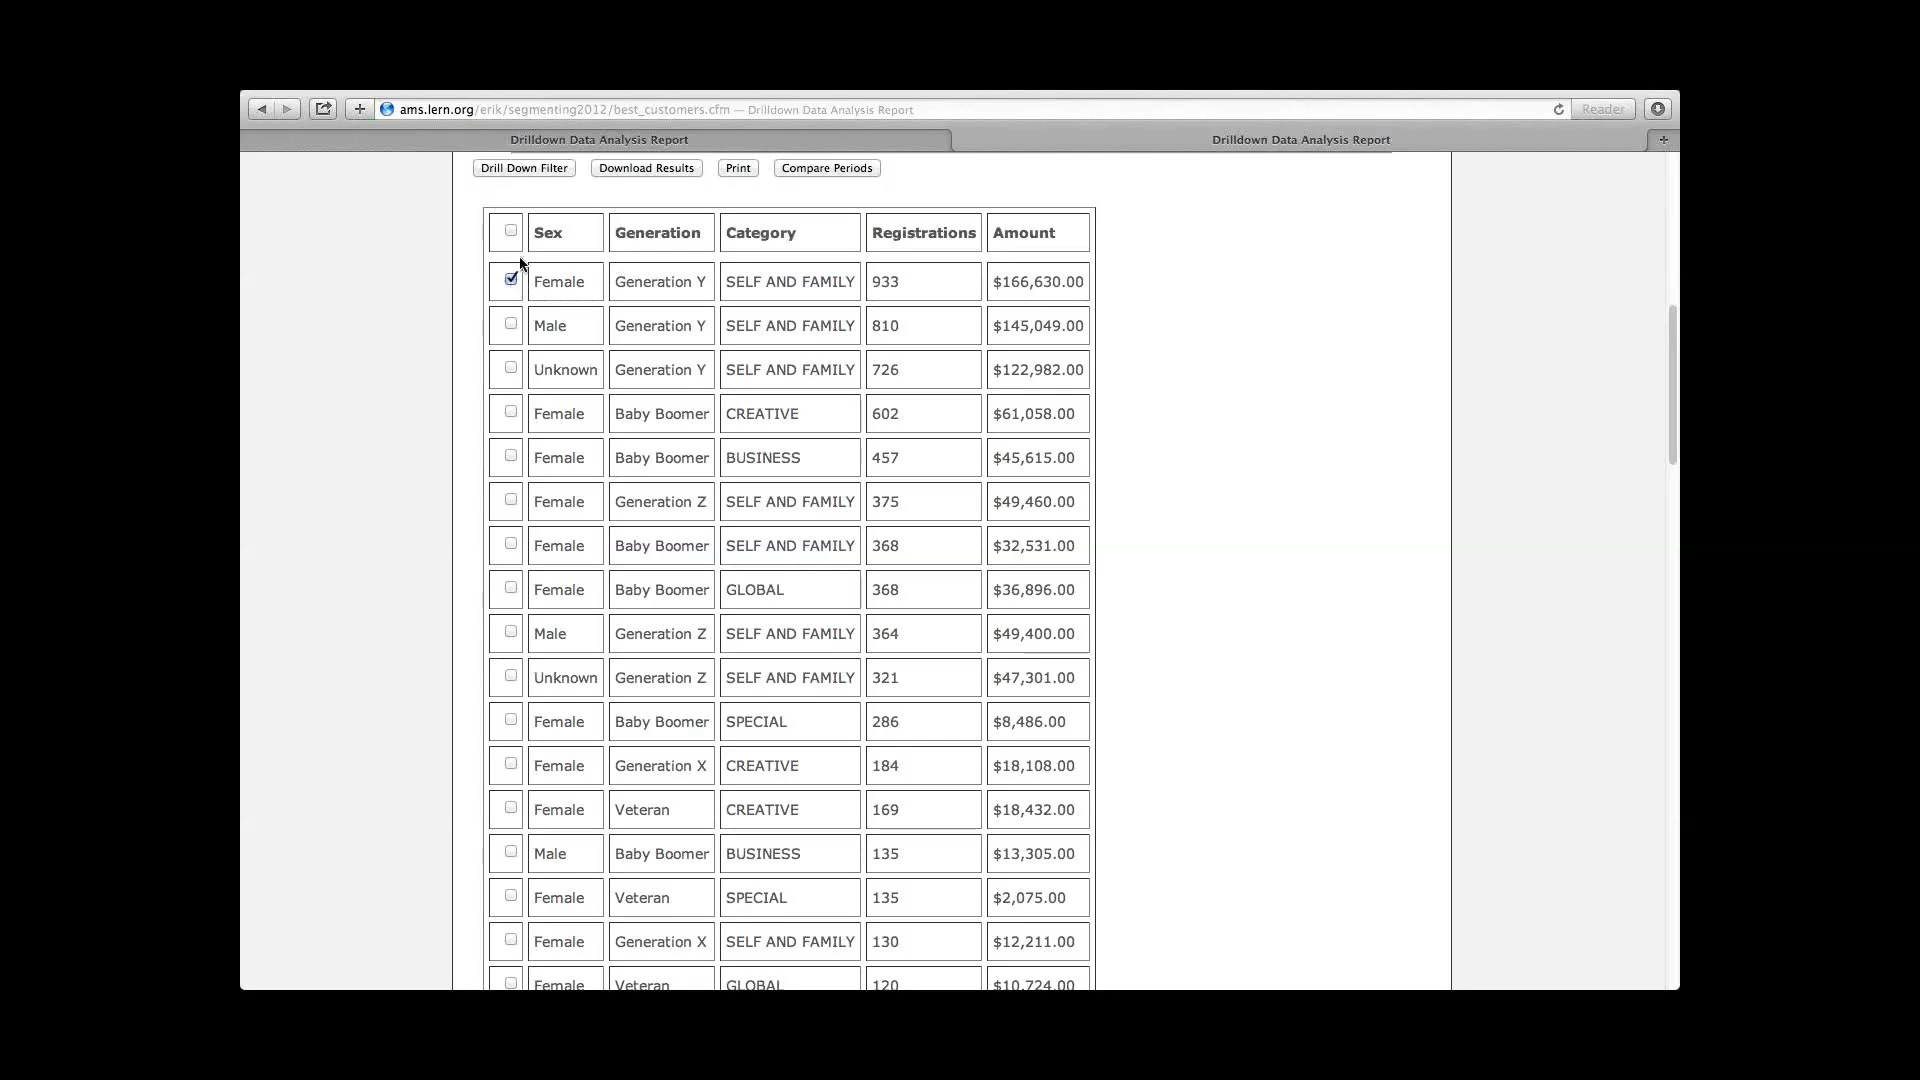 ams.lern.org/erik/segmenting2012/best_customers.cfm — Drilldown Data Analysis Report
Reader
Drilldown Data Analysis Report Drilldown Data Analysis Report
Drill Down Filter Download Results Print Compare Periods
Sex Generation Category Registrations Amount
Female Generation Y SELF AND FAMILY 933 $166,630.00
Male Generation Y SELF AND FAMILY 810 $145,049.00
Unknown Generation Y SELF AND FAMILY 726 $122,982.00
Female Baby Boomer CREATIVE 602 $61,058.00
Female Baby Boomer BUSINESS 457 $45,615.00
Female Generation Z SELF AND FAMILY 375 $49,460.00
Female Baby Boomer SELF AND FAMILY 368 $32,531.00
Female Baby Boomer GLOBAL 368 $36,896.00
Male Generation Z SELF AND FAMILY 364 $49,400.00
Unknown Generation Z SELF AND FAMILY 321 $47,301.00
Female Baby Boomer SPECIAL 286 $8,486.00
Female Generation X CREATIVE 184 $18,108.00
Female Veteran CREATIVE 169 $18,432.00
Male Baby Boomer BUSINESS 135 $13,305.00
Female Veteran SPECIAL 135 $2,075.00
Female Generation X SELF AND FAMILY 130 $12,211.00
Female Veteran GLOBAL 120 $10,724.00